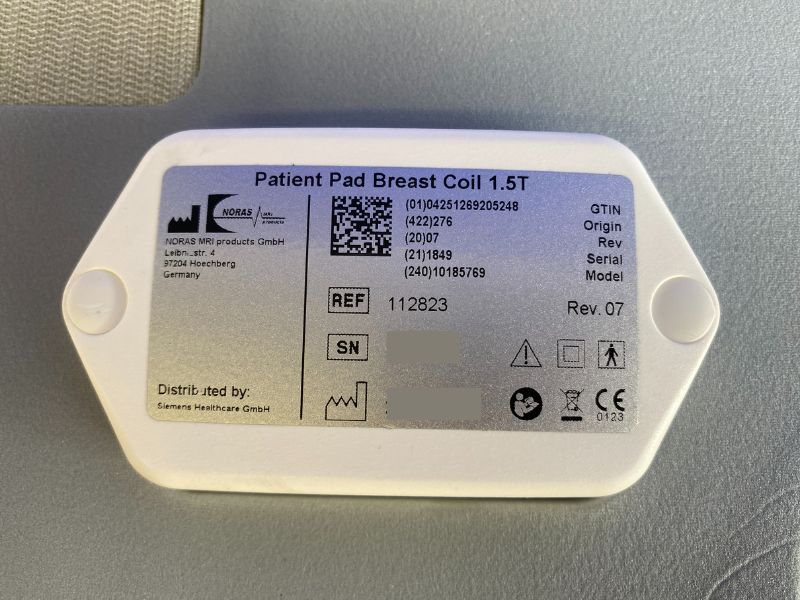 Patient Pad Breast Coil 1.5T
NORAS MRI products
NORAS MRI products GmbH
97204 Hoechberg
Germany
Distributed by:
Siemens Healthcare GmbH
(01)04251269205248 GTIN
(422)276 Origin
(20)07 Rev
(21)1849 Serial
(240)10185769 Model
REF 112823 Rev. 07
SN
CE
0123